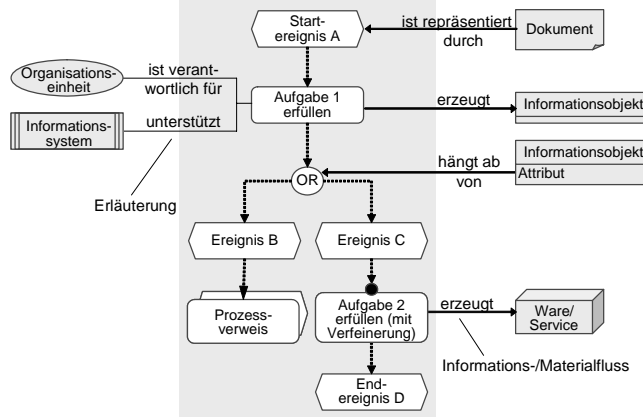 Start-
ereignis A
ist repräsentiert
durch
Dokument
Organisations-
einheit
ist verant-
wortlich für
Aufgabe 1
erfüllen
erzeugt
Informationsobjekt
Informations-
system
unterstützt
Informationsobjekt
Attribut
hängt ab
von
OR
Erläuterung
Ereignis B
Ereignis C
Prozess-
verweis
Aufgabe 2
erfüllen (mit
Verfeinerung)
erzeugt
Ware/
Service
Informations-/Materialfluss
End-
ereignis D